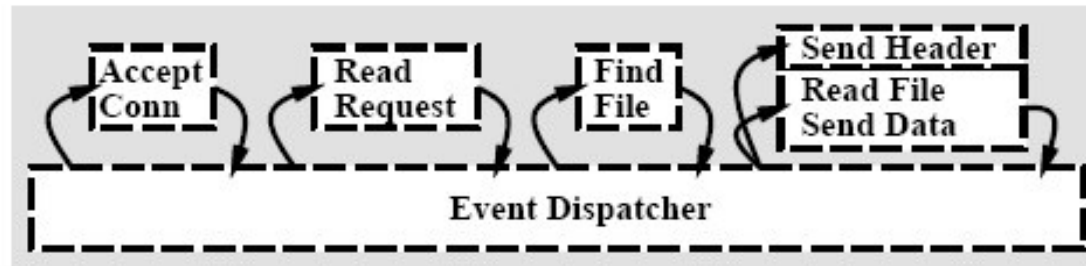 Accept
Conn
Read
Request
Find
File
Send Header
Read File
Send Data
Event Dispatcher